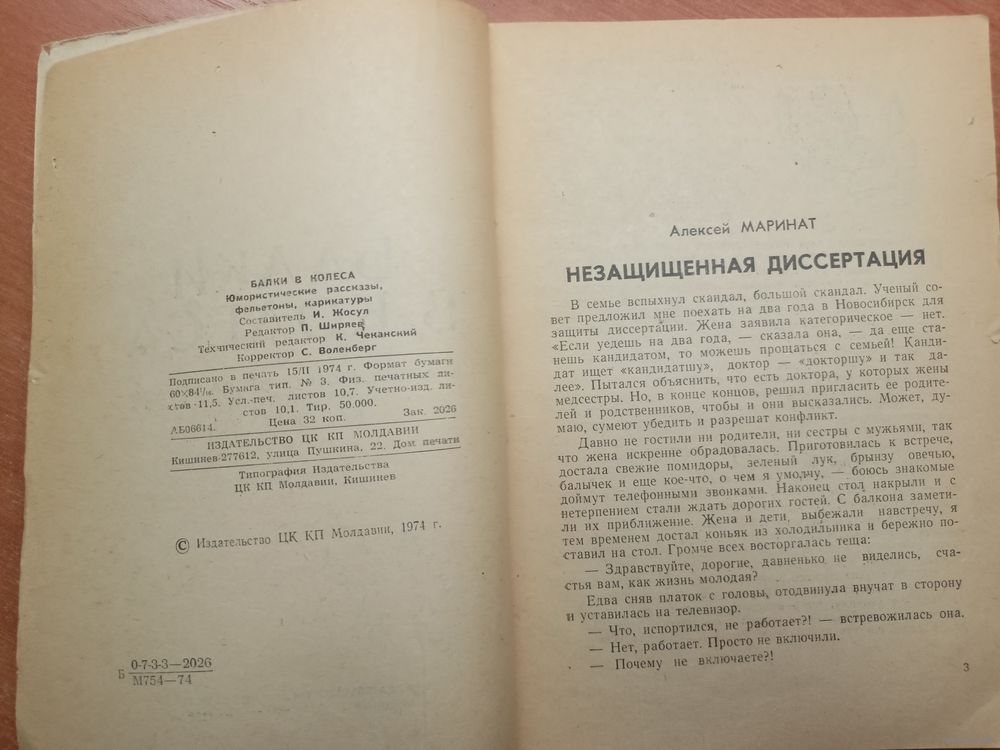 БАЛКИ В КОЛЕСА
Юмористические рассказы,
фельетоны, карикатуры
Составитель И. Жосул
Редактор П. Ширяев
Технический редактор К. Чеканский
Корректор С. Воленберг
Подписано в печать 15/II 1974 г. Формат бумаги
60×84¹/₁₆. Бумага тип. № 3. Физ. печатных ли-
стов 11,5. Усл.-печ. листов 10,7. Учетно-изд. ли-
стов 10,1. Тир. 50.000.
Цена 32 коп.
АБ06614. Зак. 2026
ИЗДАТЕЛЬСТВО ЦК КП МОЛДАВИИ
Кишинев-277612, улица Пушкина, 22. Дом печати
Типография Издательства
ЦК КП Молдавии, Кишинев
© Издательство ЦК КП Молдавии, 1974 г.
Б 0-7-3-3—2026
М754—74
Алексей МАРИНАТ
НЕЗАЩИЩЕННАЯ ДИССЕРТАЦИЯ
В семье вспыхнул скандал, большой скандал. Ученый со-
вет предложил мне поехать на два года в Новосибирск для
защиты диссертации. Жена заявила категорическое — нет.
«Если уедешь на два года, — сказала она, — да еще ста-
нешь кандидатом, то можешь прощаться с семьей! Канди-
дат ищет «кандидатшу», доктор — «докторшу» и так да-
лее». Пытался объяснить, что есть доктора, у которых жены
медсестры. Но, в конце концов, решил пригласить ее родите-
лей и родственников, чтобы и они высказались. Может, ду-
маю, сумеют убедить и разрешат конфликт.
Давно не гостили ни родители, ни сестры с мужьями, так
что жена искренне обрадовалась. Приготовилась к встрече,
достала свежие помидоры, зеленый лук, брынзу овечью,
балычек и еще кое-что, о чем я умолчу, — боюсь знакомые
доймут телефонными звонками. Наконец стол накрыли и с
нетерпением стали ждать дорогих гостей. С балкона замети-
ли их приближение. Жена и дети, выбежали навстречу, я
тем временем достал коньяк из холодильника и бережно по-
ставил на стол. Громче всех восторгалась теща:
— Здравствуйте, дорогие, давненько не виделись, сча-
стья вам, как жизнь молодая?
Едва сняв платок с головы, отодвинула внучат в сторону
и уставилась на телевизор.
— Что, испортился, не работает?! — встревожилась она.
— Нет, работает. Просто не включили.
— Почему не включаете?!
3